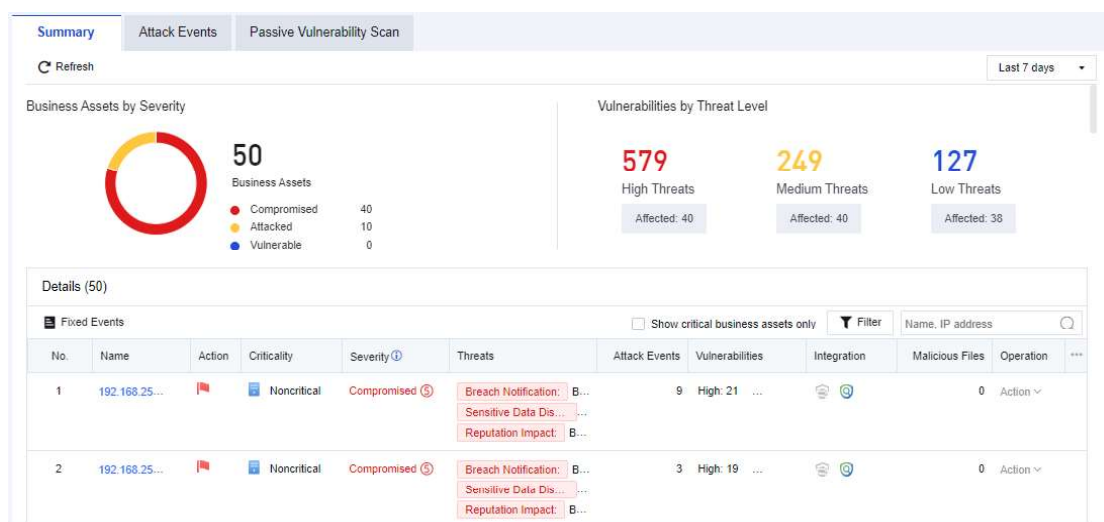 Summary
Attack Events
Passive Vulnerability Scan
Refresh
Last 7 days
Business Assets by Severity
50
Business Assets
Compromised 40
Attacked 10
Vulnerable 0
Vulnerabilities by Threat Level
579
High Threats
Affected: 40
249
Medium Threats
Affected: 40
127
Low Threats
Affected: 38
Details (50)
Fixed Events
Show critical business assets only
Filter
Name, IP address
No. Name Action Criticality Severity Threats Attack Events Vulnerabilities Integration Malicious Files Operation ...
1 192.168.25... Noncritical Compromised 5 Breach Notification: B... 9 High: 21 ... 0 Action
Sensitive Data Dis... ...
Reputation Impact: B...
2 192.168.25... Noncritical Compromised 5 Breach Notification: B... 3 High: 19 ... 0 Action
Sensitive Data Dis... ...
Reputation Impact: B...